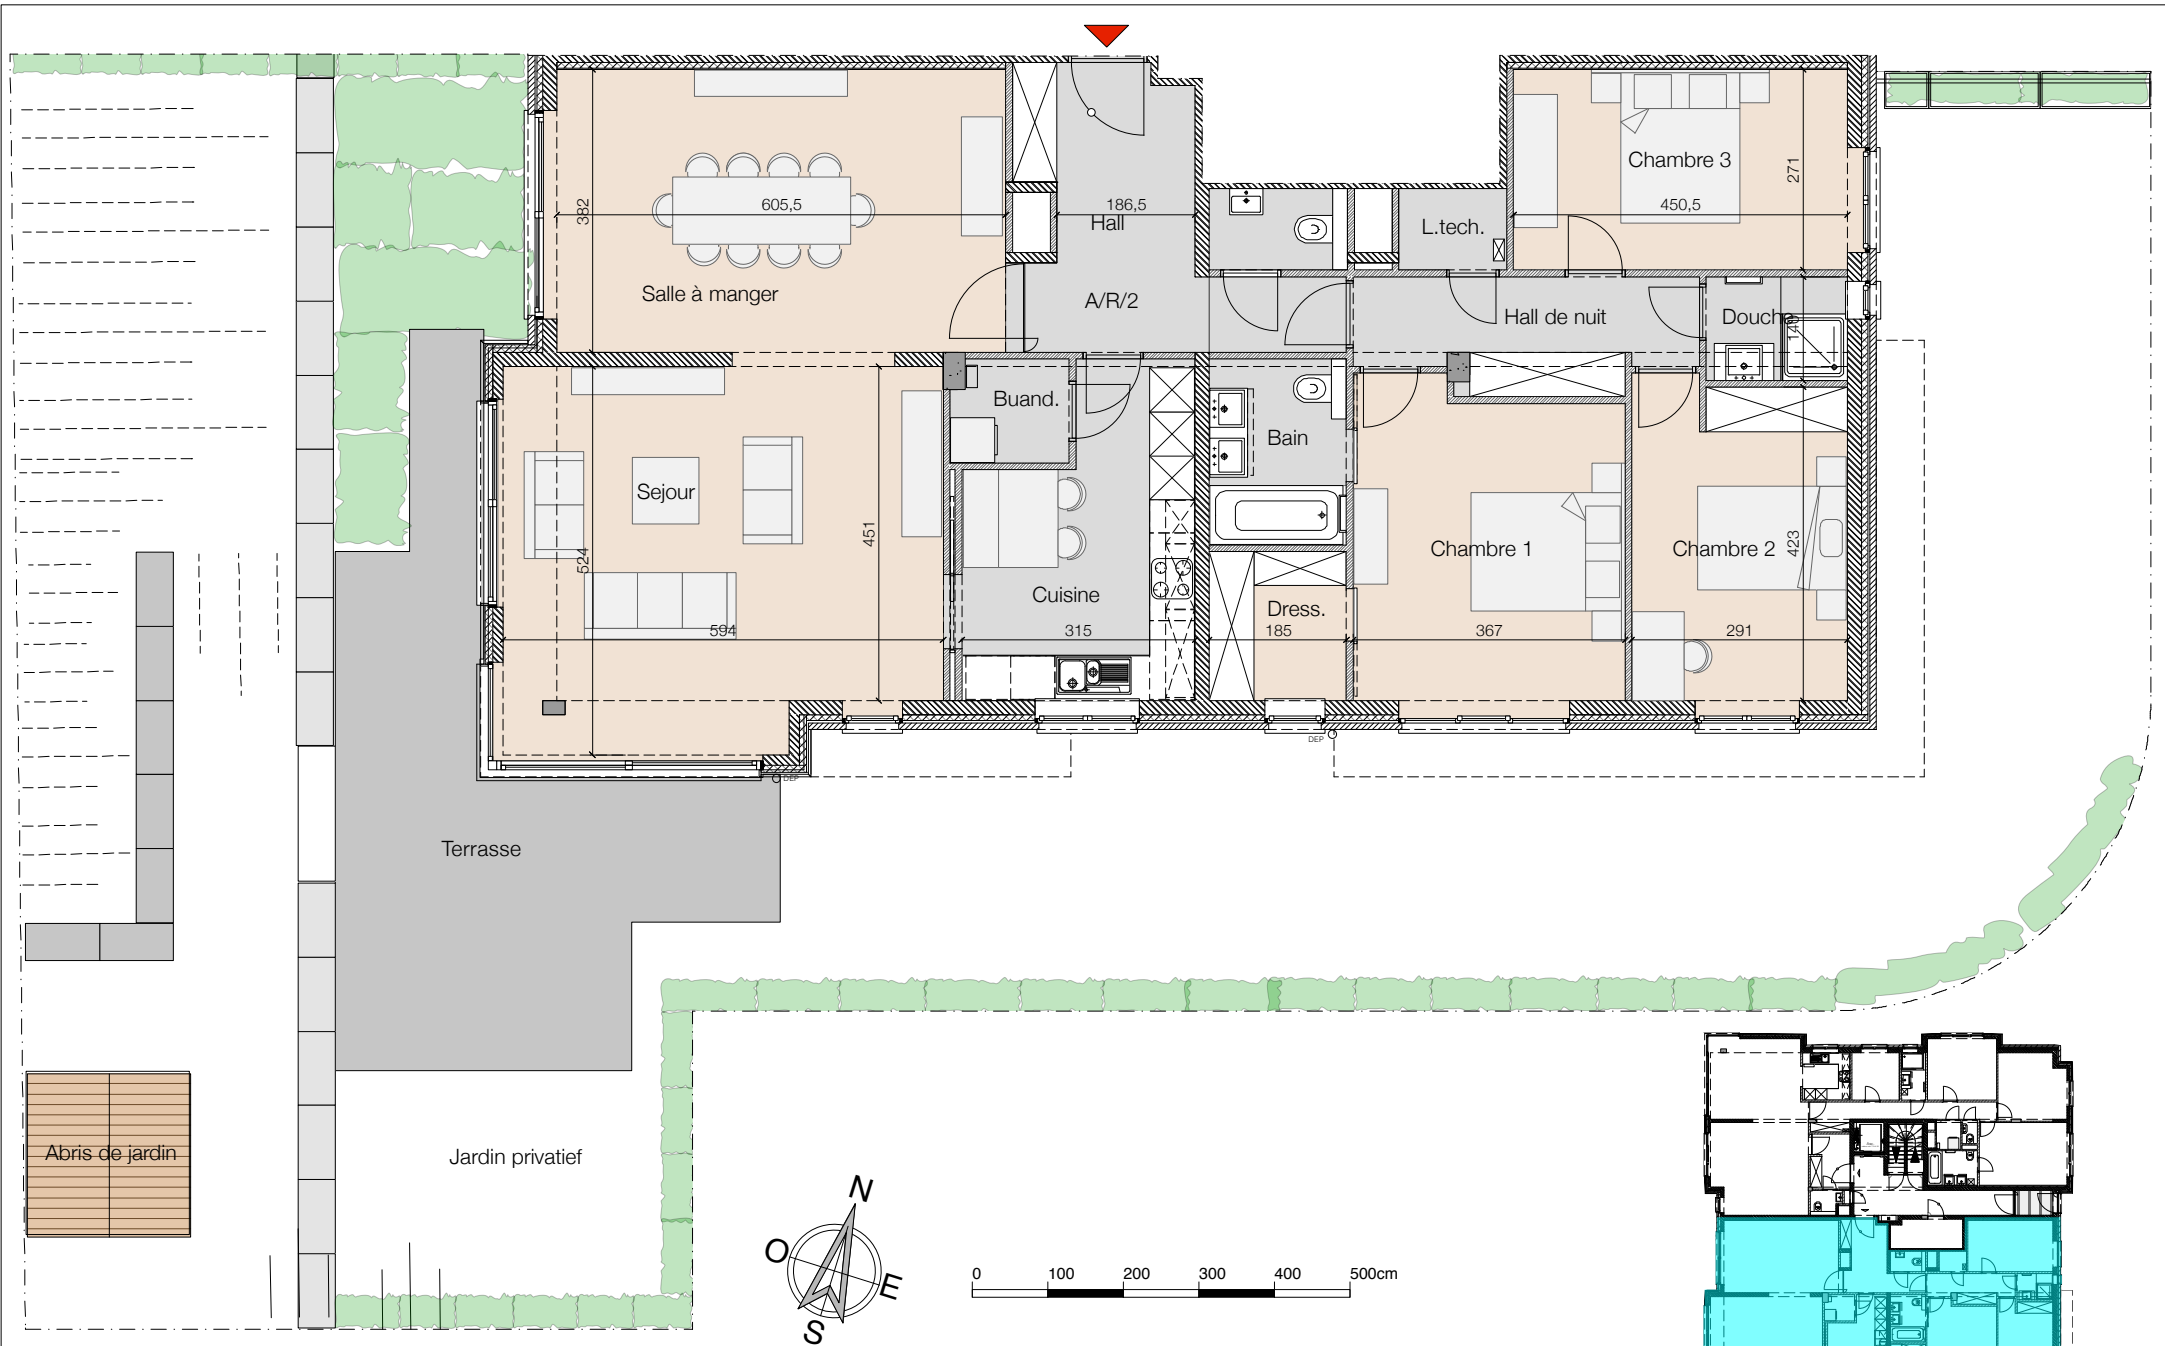 Chambre 3
271
382
605,5
186,5
Hall
L.tech.
450,5
Salle à manger
A/R/2
Hall de nuit
Douche
140
Buand.
Bain
Sejour
451
524
Chambre 1
Chambre 2
423
Cuisine
Dress.
594
315
185
367
291
DEP
DEP
Terrasse
Abris de jardin
Jardin privatief
N
O
E
S
0
100
200
300
400
500cm